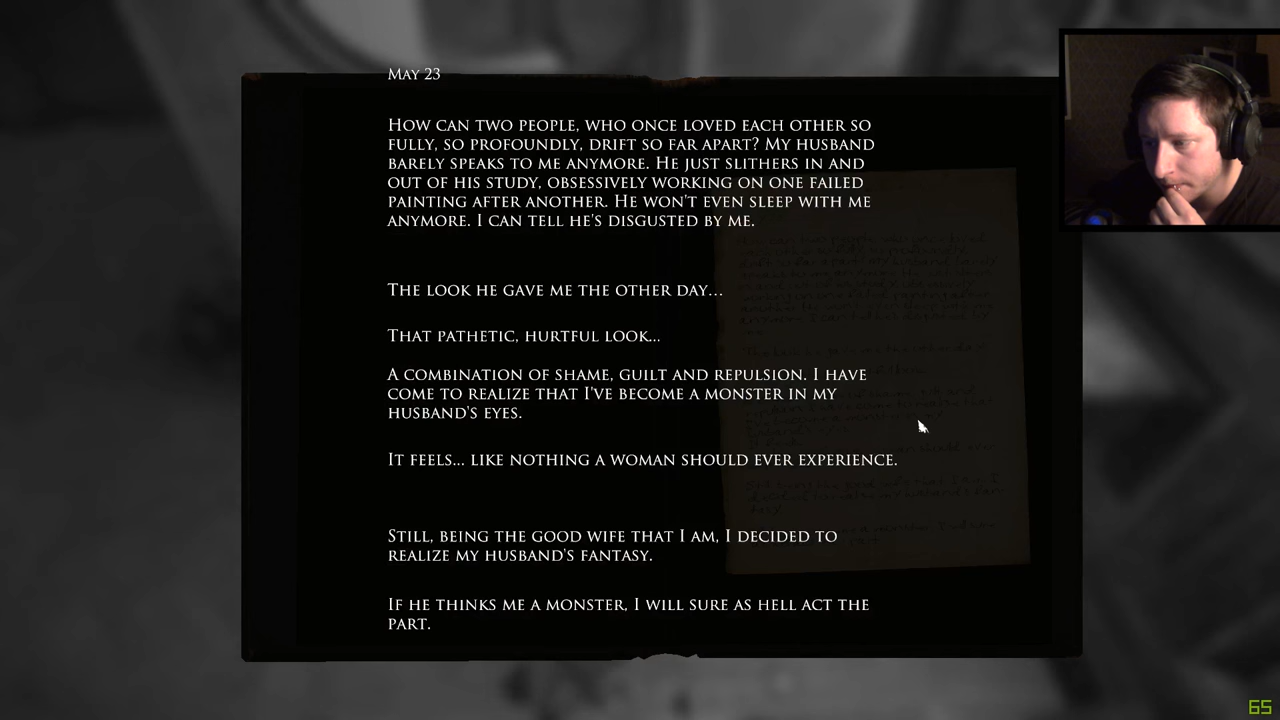 May 23
How can two people, who once loved each other so
fully, so profoundly, drift so far apart? My husband
barely speaks to me anymore. He just slithers in and
out of his study, obsessively working on one failed
painting after another. He won't even sleep with me
anymore. I can tell he's disgusted by me.
The look he gave me the other day...
That pathetic, hurtful look...
A combination of shame, guilt and repulsion. I have
come to realize that I've become a monster in my
husband's eyes.
It feels... like nothing a woman should ever experience.
Still, being the good wife that I am, I decided to
realize my husband's fantasy.
If he thinks me a monster, I will sure as hell act the
part.
65